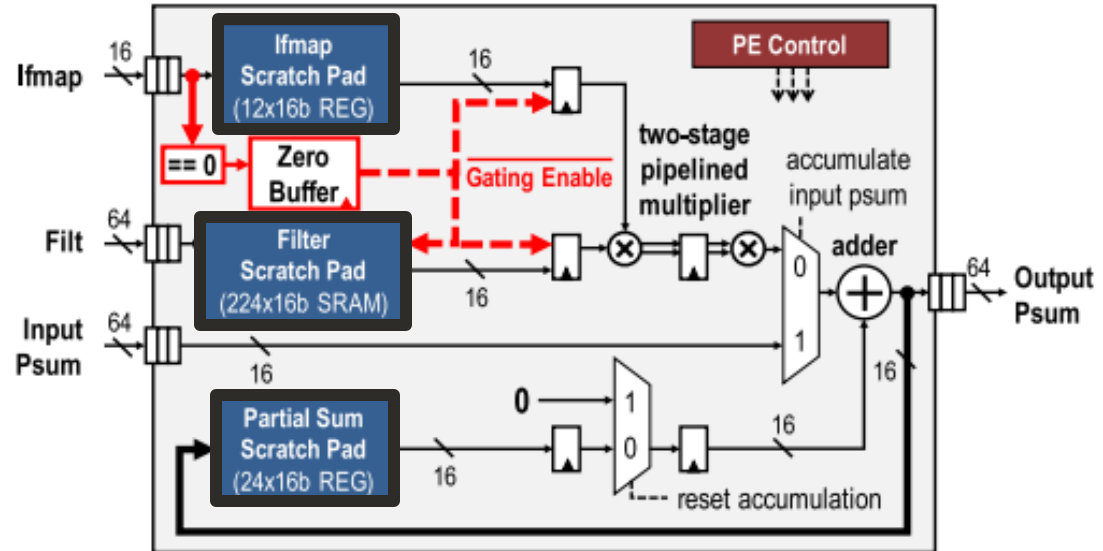 Ifmap
16
Ifmap
Scratch Pad
(12x16b REG)
16
PE Control
== 0
Zero
Buffer
Gating Enable
two-stage
pipelined
multiplier
accumulate
input psum
Filt
64
Filter
Scratch Pad
(224x16b SRAM)
16
0
1
adder
64
Output
Psum
Input
Psum
64
16
16
Partial Sum
Scratch Pad
(24x16b REG)
16
0
1
0
16
reset accumulation